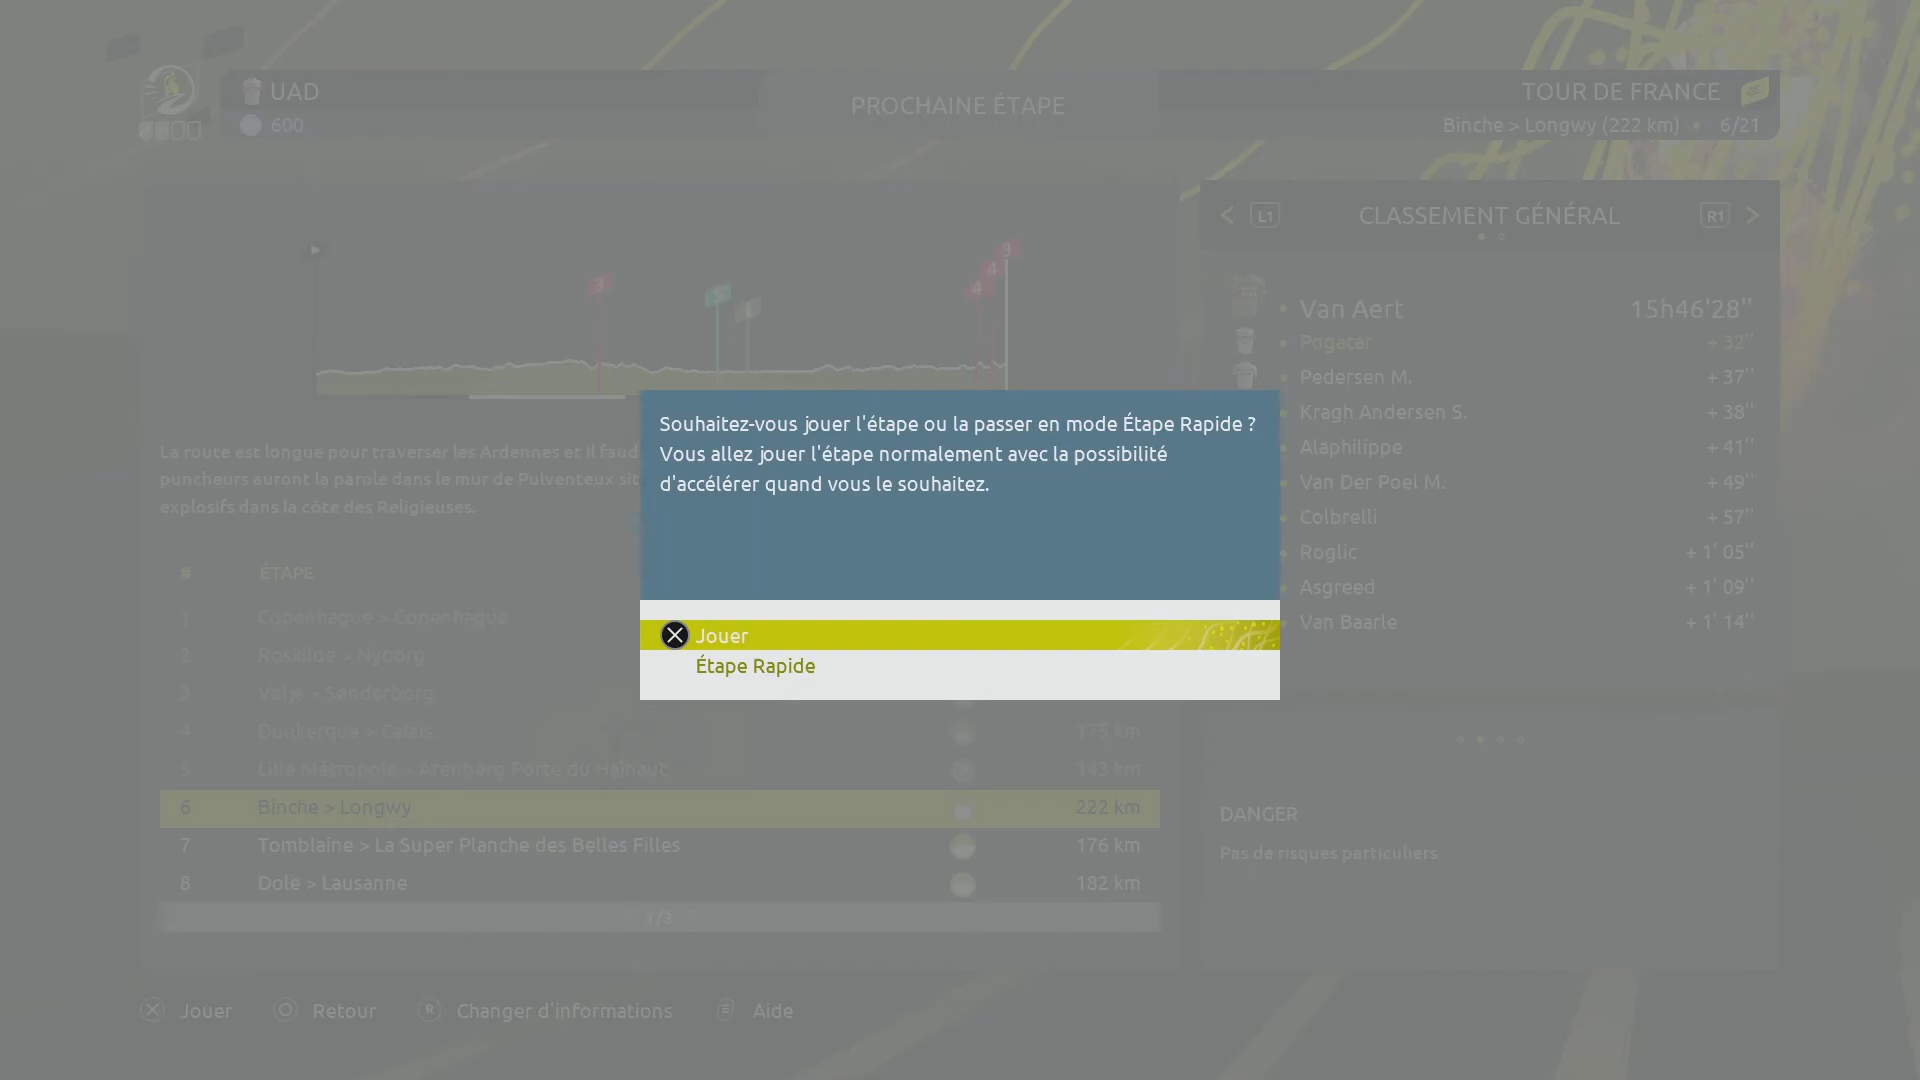 UAD
600
PROCHAINE ÉTAPE
TOUR DE FRANCE
Binche > Longwy (222 km) • 6/21
L1
CLASSEMENT GÉNÉRAL
R1
3
4
4
3
S
Van Aert 15h46'28''
Pogacar + 32''
Pedersen M. + 37''
Kragh Andersen S. + 38''
Alaphilippe + 41''
Van Der Poel M. + 49''
Colbrelli + 57''
Roglic + 1' 05''
Asgreed + 1' 09''
Van Baarle + 1' 14''
La route est longue pour traverser les Ardennes et il faud
puncheurs auront la parole dans le mur de Pulventeux sit
explosifs dans la côte des Religieuses.
Souhaitez-vous jouer l'étape ou la passer en mode Étape Rapide ?
Vous allez jouer l'étape normalement avec la possibilité
d'accélérer quand vous le souhaitez.
Jouer
Étape Rapide
# ÉTAPE
1 Copenhague > Copenhague
2 Roskilde > Nyborg
3 Vejle > Sønderborg
4 Dunkerque > Calais 175 km
5 Lille Métropole > Arenberg Porte du Hainaut 143 km
6 Binche > Longwy 222 km
7 Tomblaine > La Super Planche des Belles Filles 176 km
8 Dole > Lausanne 182 km
1/3
DANGER
Pas de risques particuliers
Jouer
Retour
R Changer d'informations
Aide